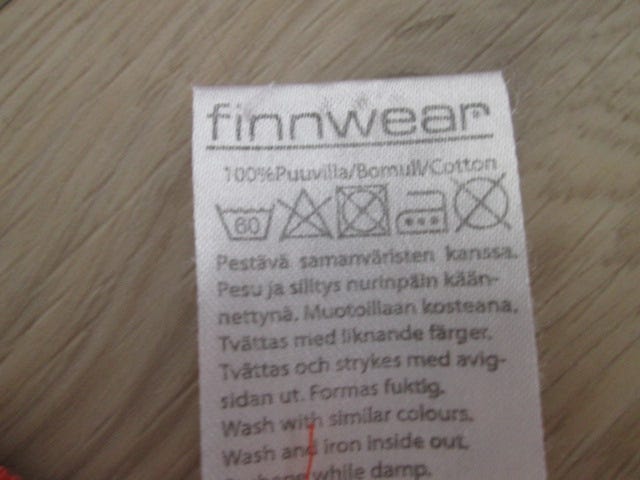 finnwear
100%Puuvilla/Bomull/Cotton
60
Pestävä samanväristen kanssa.
Pesu ja silitys nurinpäin kään-
nettynä. Muotoillaan kosteana.
Tvättas med liknande färger.
Tvättas och strykes med avig-
sidan ut. Formas fuktig.
Wash with similar colours.
Wash and iron inside out.
while damp.